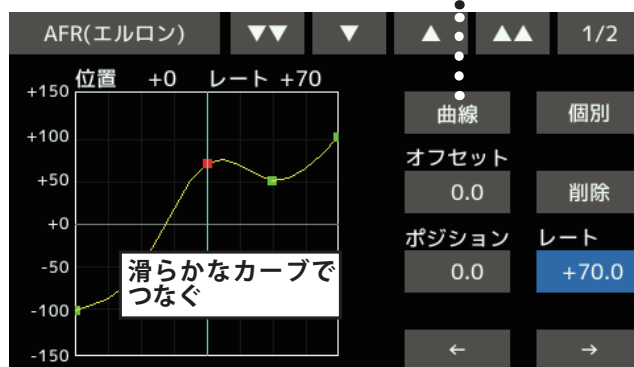 AFR(エルロン) ▼▼ ▼ ▲ ▲▲ 1/2
位置 +0 レート +70
+150
+100
+50
+0
-50
-100
-150
滑らかなカーブで
つなぐ
曲線 個別
オフセット
0.0 削除
ポジション レート
0.0 +70.0
← →